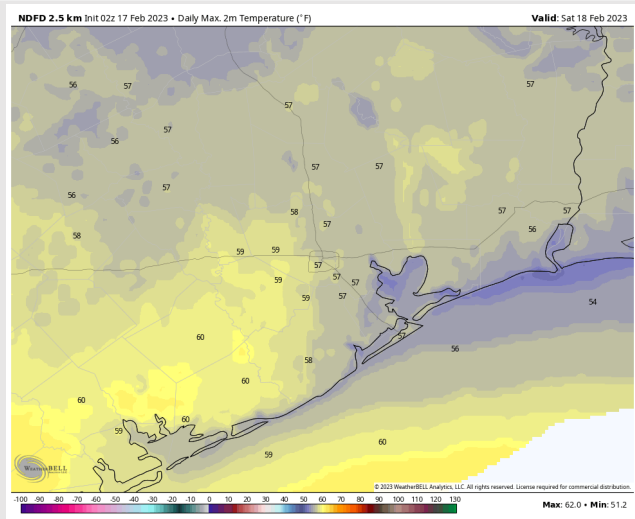 NDFD 2.5 km Init 02z 17 Feb 2023 • Daily Max. 2m Temperature (°F)
Valid: Sat 18 Feb 2023
56 57 57
57
57
56
57 57
56 57
58
57 57 57
58 56
59 59
57
59 57 57
59 57
54
60 57
56
58
60
60
60
59
60
59
WeatherBELL
© 2023 WeatherBELL Analytics, LLC. All rights reserved. License required for commercial distribution.
-100 -90 -80 -70 -60 -50 -40 -30 -20 -10 0 10 20 30 40 50 60 70 80 90 100 110 120 130
Max: 62.0 • Min: 51.2